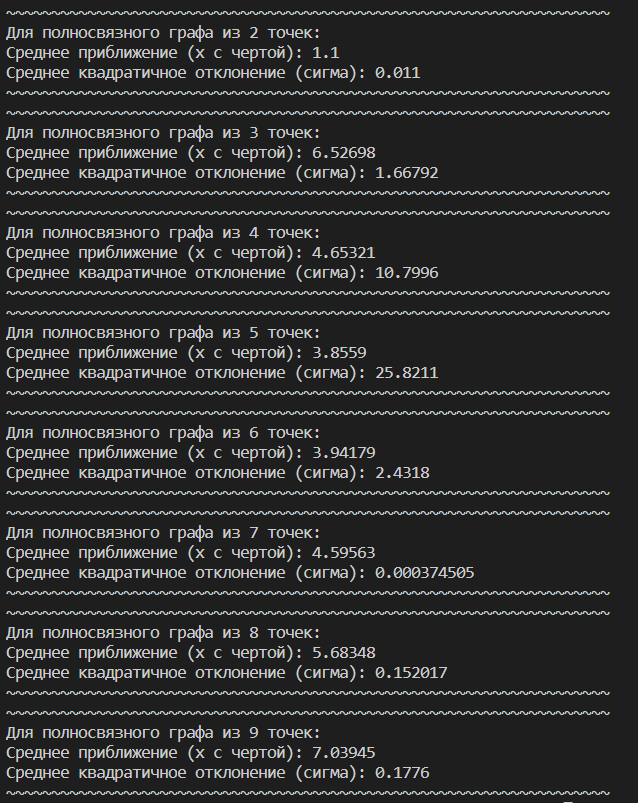 ~~~~~~~~~~~~~~~~~~~~~~~~~~~~~~~~~~~~~~~~~~~~~~~~~~~~~~~~~~~~~~~~~~~
Для полносвязного графа из 2 точек:
Среднее приближение (x с чертой): 1.1
Среднее квадратичное отклонение (сигма): 0.011
~~~~~~~~~~~~~~~~~~~~~~~~~~~~~~~~~~~~~~~~~~~~~~~~~~~~~~~~~~~~~~~~~~~
~~~~~~~~~~~~~~~~~~~~~~~~~~~~~~~~~~~~~~~~~~~~~~~~~~~~~~~~~~~~~~~~~~~
Для полносвязного графа из 3 точек:
Среднее приближение (x с чертой): 6.52698
Среднее квадратичное отклонение (сигма): 1.66792
~~~~~~~~~~~~~~~~~~~~~~~~~~~~~~~~~~~~~~~~~~~~~~~~~~~~~~~~~~~~~~~~~~~
~~~~~~~~~~~~~~~~~~~~~~~~~~~~~~~~~~~~~~~~~~~~~~~~~~~~~~~~~~~~~~~~~~~
Для полносвязного графа из 4 точек:
Среднее приближение (x с чертой): 4.65321
Среднее квадратичное отклонение (сигма): 10.7996
~~~~~~~~~~~~~~~~~~~~~~~~~~~~~~~~~~~~~~~~~~~~~~~~~~~~~~~~~~~~~~~~~~~
~~~~~~~~~~~~~~~~~~~~~~~~~~~~~~~~~~~~~~~~~~~~~~~~~~~~~~~~~~~~~~~~~~~
Для полносвязного графа из 5 точек:
Среднее приближение (x с чертой): 3.8559
Среднее квадратичное отклонение (сигма): 25.8211
~~~~~~~~~~~~~~~~~~~~~~~~~~~~~~~~~~~~~~~~~~~~~~~~~~~~~~~~~~~~~~~~~~~
~~~~~~~~~~~~~~~~~~~~~~~~~~~~~~~~~~~~~~~~~~~~~~~~~~~~~~~~~~~~~~~~~~~
Для полносвязного графа из 6 точек:
Среднее приближение (x с чертой): 3.94179
Среднее квадратичное отклонение (сигма): 2.4318
~~~~~~~~~~~~~~~~~~~~~~~~~~~~~~~~~~~~~~~~~~~~~~~~~~~~~~~~~~~~~~~~~~~
~~~~~~~~~~~~~~~~~~~~~~~~~~~~~~~~~~~~~~~~~~~~~~~~~~~~~~~~~~~~~~~~~~~
Для полносвязного графа из 7 точек:
Среднее приближение (x с чертой): 4.59563
Среднее квадратичное отклонение (сигма): 0.000374505
~~~~~~~~~~~~~~~~~~~~~~~~~~~~~~~~~~~~~~~~~~~~~~~~~~~~~~~~~~~~~~~~~~~
~~~~~~~~~~~~~~~~~~~~~~~~~~~~~~~~~~~~~~~~~~~~~~~~~~~~~~~~~~~~~~~~~~~
Для полносвязного графа из 8 точек:
Среднее приближение (x с чертой): 5.68348
Среднее квадратичное отклонение (сигма): 0.152017
~~~~~~~~~~~~~~~~~~~~~~~~~~~~~~~~~~~~~~~~~~~~~~~~~~~~~~~~~~~~~~~~~~~
~~~~~~~~~~~~~~~~~~~~~~~~~~~~~~~~~~~~~~~~~~~~~~~~~~~~~~~~~~~~~~~~~~~
Для полносвязного графа из 9 точек:
Среднее приближение (x с чертой): 7.03945
Среднее квадратичное отклонение (сигма): 0.1776
~~~~~~~~~~~~~~~~~~~~~~~~~~~~~~~~~~~~~~~~~~~~~~~~~~~~~~~~~~~~~~~~~~~